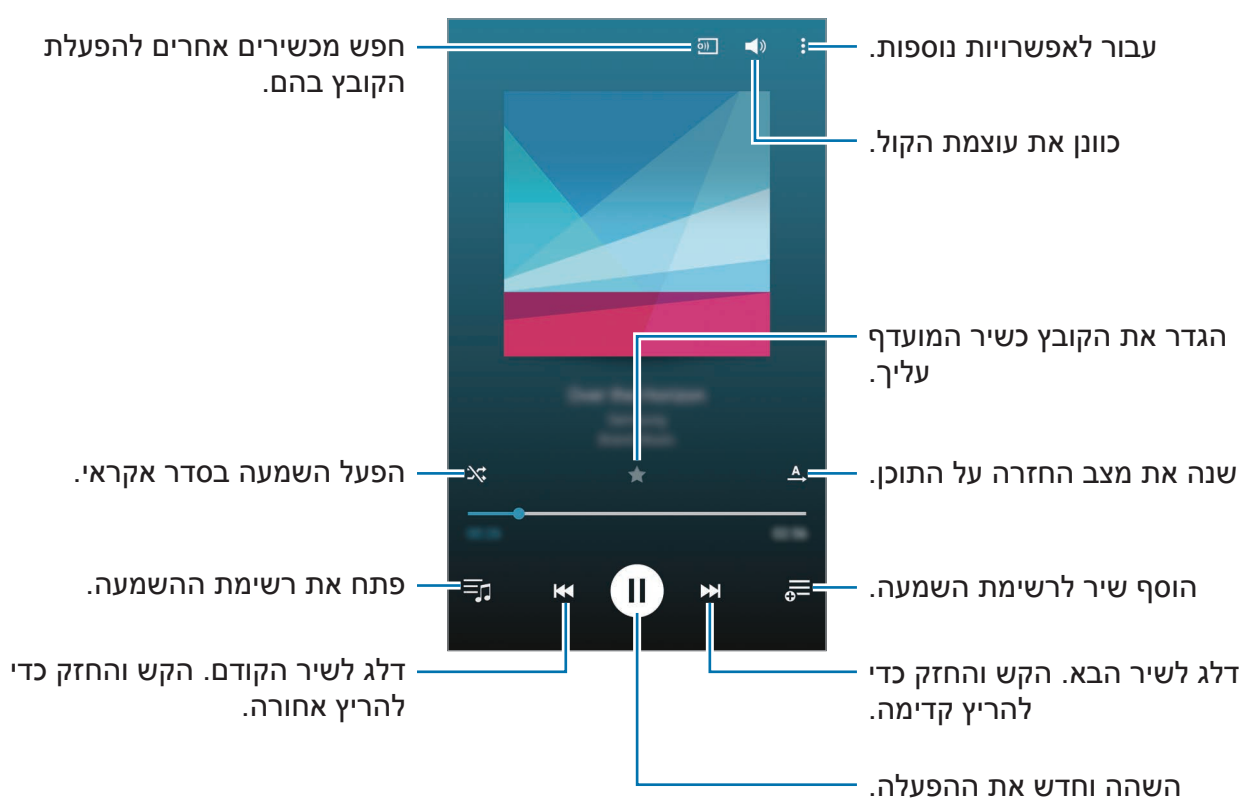 חפש מכשירים אחרים להפעלת
הקובץ בהם.
עבור לאפשרויות נוספות.
כוונן את עוצמת הקול.
הגדר את הקובץ כשיר המועדף
עליך.
הפעל השמעה בסדר אקראי.
A
שנה את מצב החזרה על התוכן.
פתח את רשימת ההשמעה.
הוסף שיר לרשימת השמעה.
דלג לשיר הקודם. הקש והחזק כדי
להריץ אחורה.
דלג לשיר הבא. הקש והחזק כדי
להריץ קדימה.
השהה וחדש את ההפעלה.